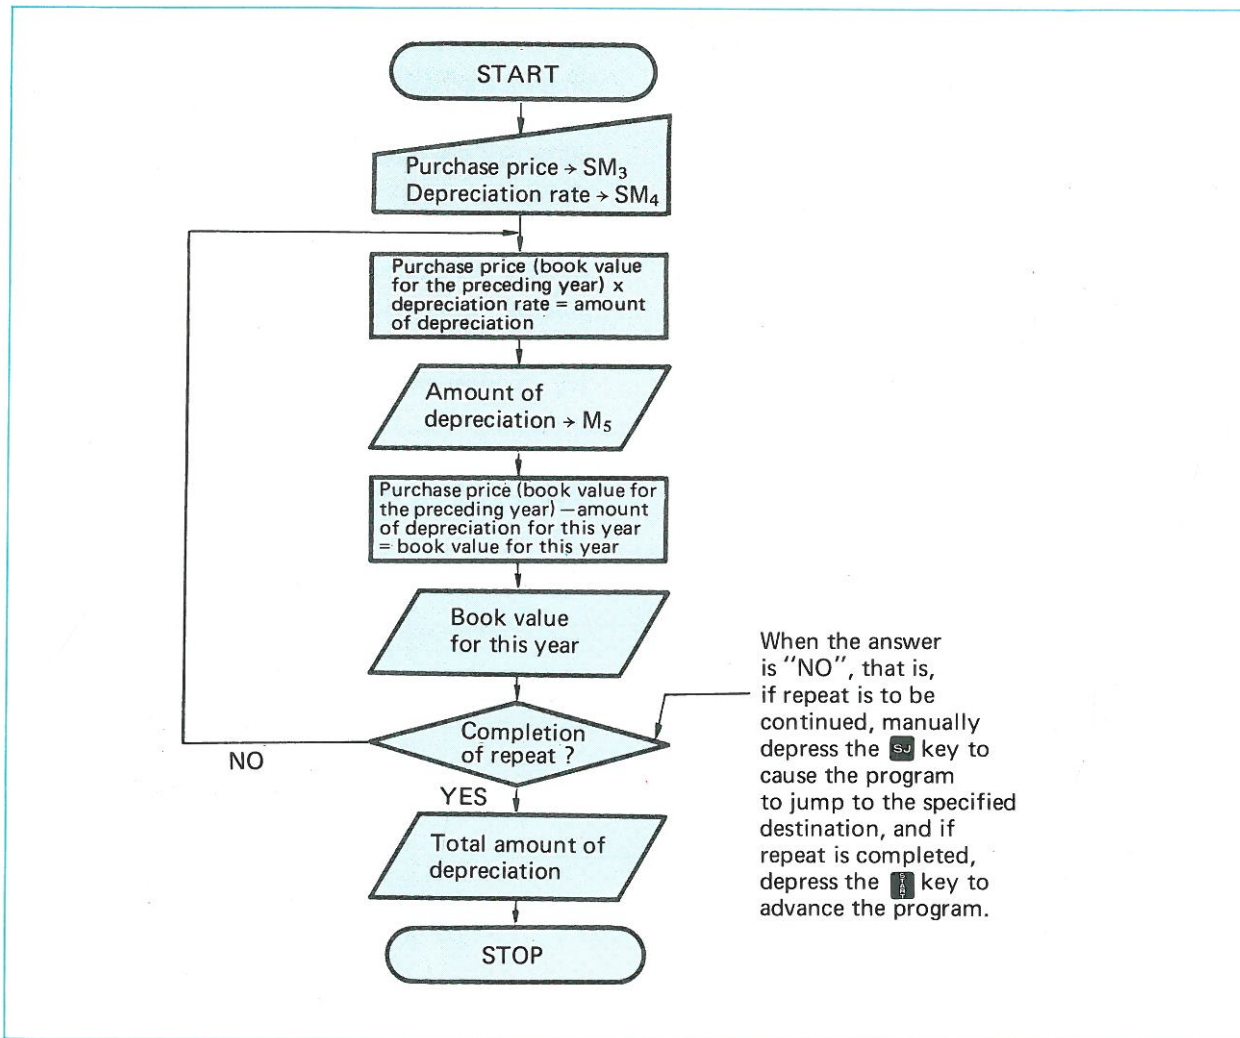 START
Purchase price → SM₃
Depreciation rate → SM₄
Purchase price (book value
for the preceding year) x
depreciation rate = amount
of depreciation
Amount of
depreciation → M₅
Purchase price (book value for
the preceding year) — amount
of depreciation for this year
= book value for this year
Book value
for this year
Completion
of repeat ?
NO
YES
Total amount of
depreciation
STOP
When the answer
is "NO", that is,
if repeat is to be
continued, manually
depress the SJ key to
cause the program
to jump to the specified
destination, and if
repeat is completed,
depress the START key to
advance the program.